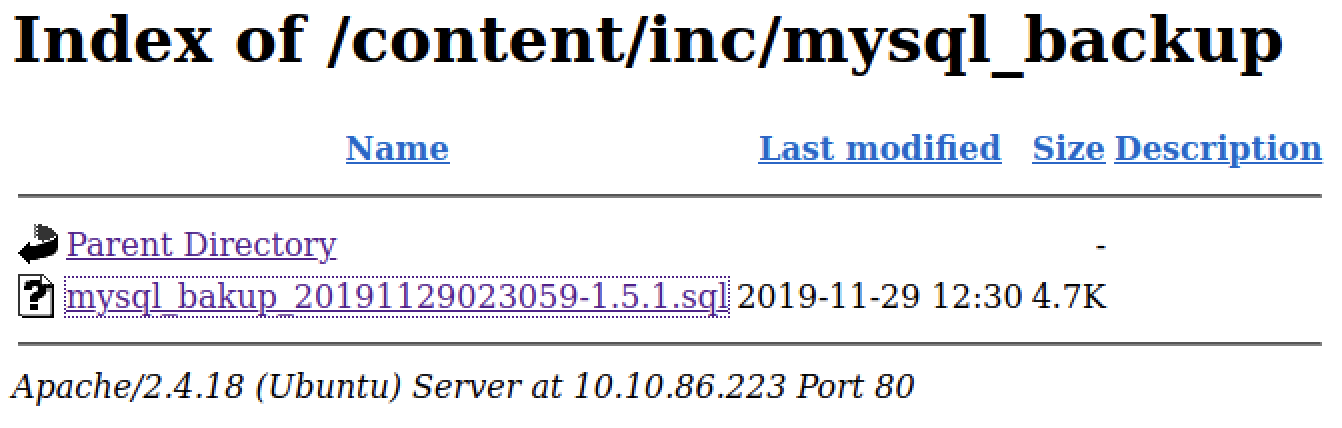 Index of /content/inc/mysql_backup
Name Last modified Size Description
Parent Directory -
mysql_bakup_20191129023059-1.5.1.sql 2019-11-29 12:30 4.7K
Apache/2.4.18 (Ubuntu) Server at 10.10.86.223 Port 80